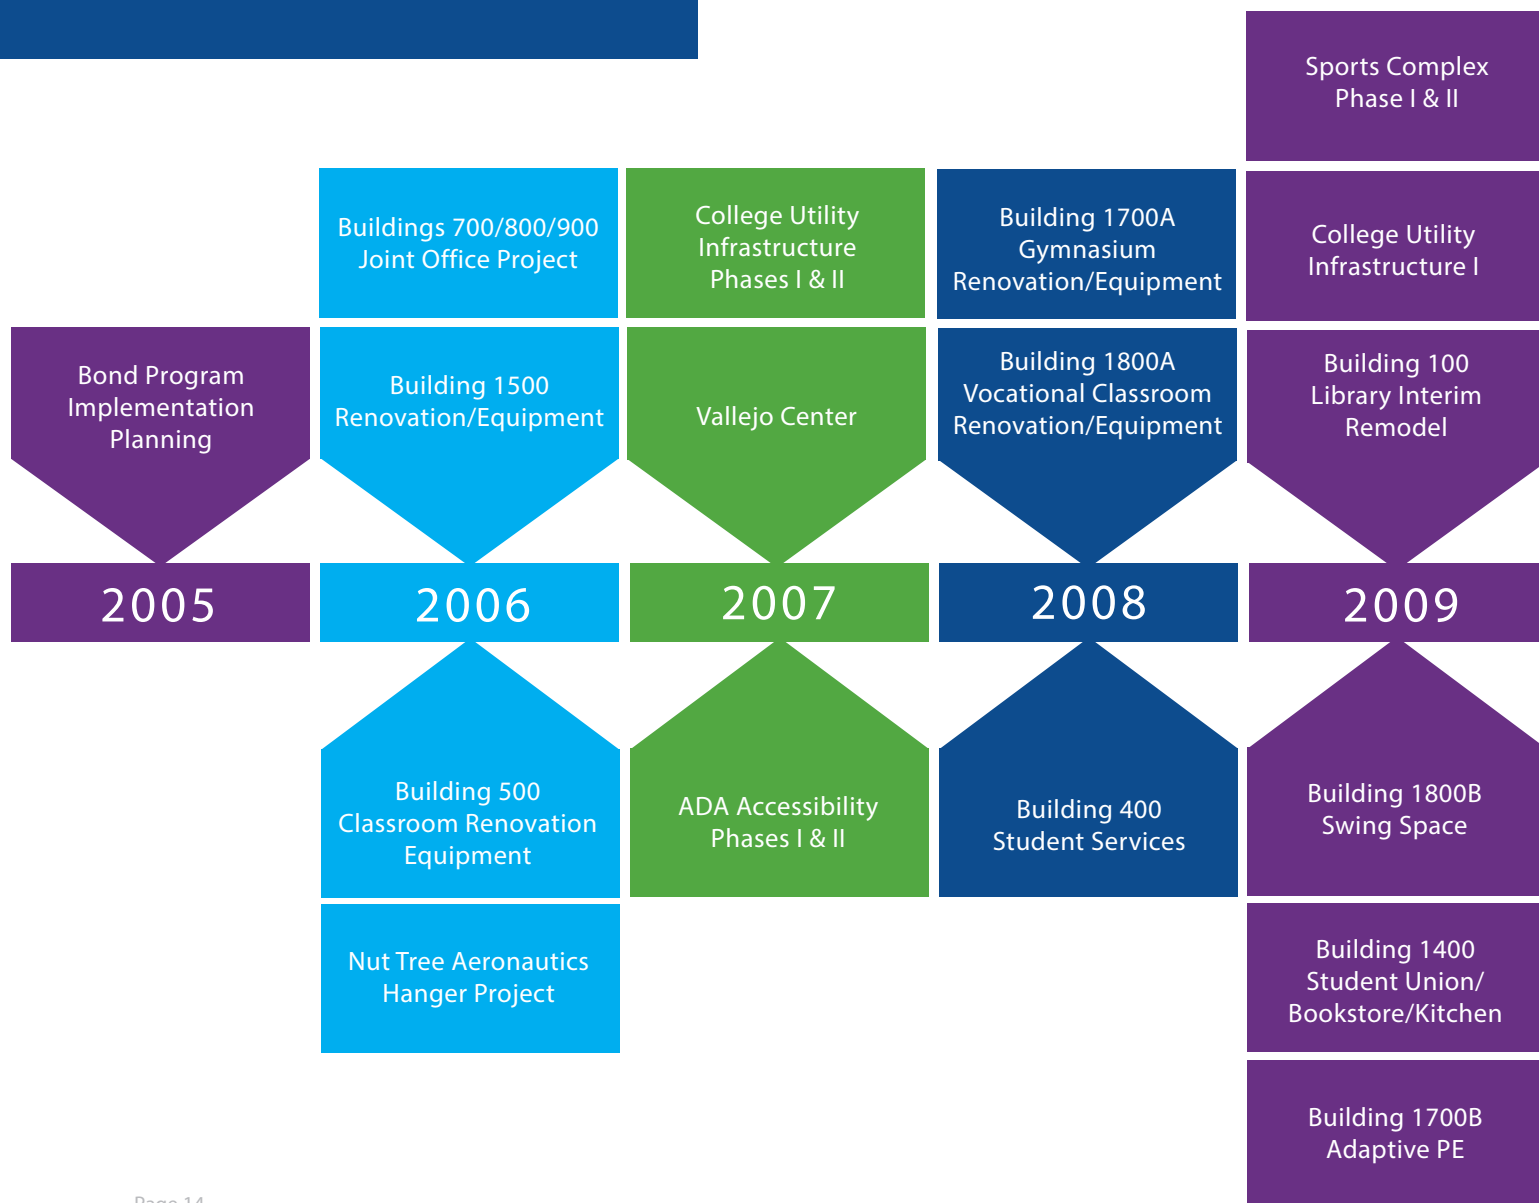 Sports Complex
Phase I & II
Buildings 700/800/900
Joint Office Project
College Utility
Infrastructure
Phases I & II
Building 1700A
Gymnasium
Renovation/Equipment
College Utility
Infrastructure I
Bond Program
Implementation
Planning
Building 1500
Renovation/Equipment
Vallejo Center
Building 1800A
Vocational Classroom
Renovation/Equipment
Building 100
Library Interim
Remodel
2005
2006
2007
2008
2009
Building 500
Classroom Renovation
Equipment
ADA Accessibility
Phases I & II
Building 400
Student Services
Building 1800B
Swing Space
Nut Tree Aeronautics
Hanger Project
Building 1400
Student Union/
Bookstore/Kitchen
Building 1700B
Adaptive PE
Page 14